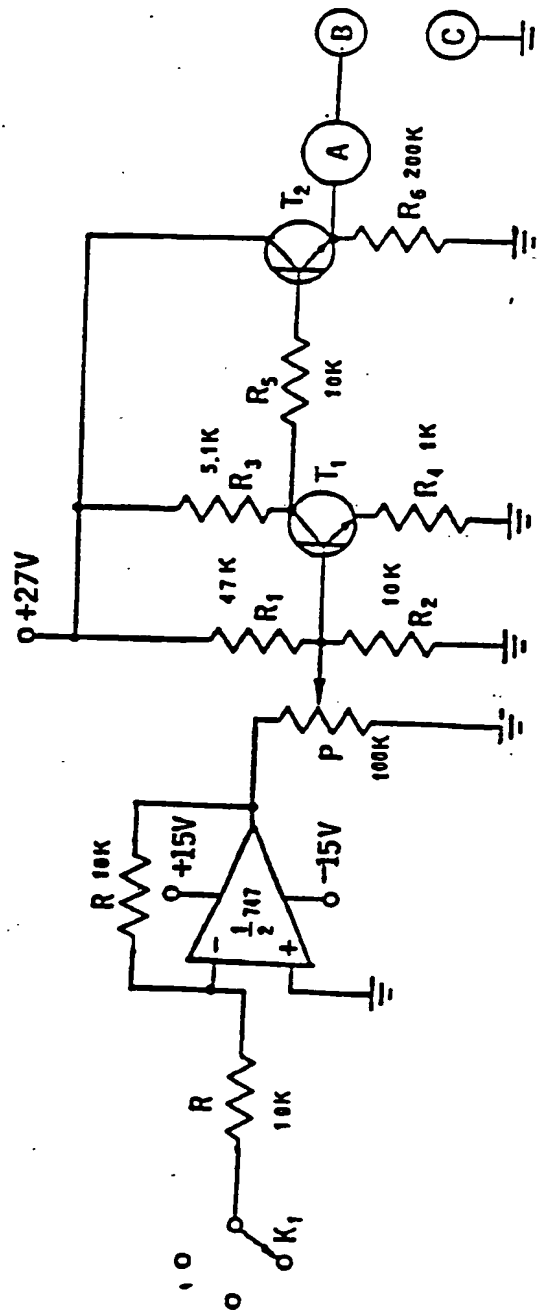 +27V
R 10K
+15V
47K
R1
5.1K
R3
T2
- 1/2 747 +
-15V
R
10K
K1
P
100K
10K
R2
T1
R4 1K
R5
10K
R6 200K
A
B
C